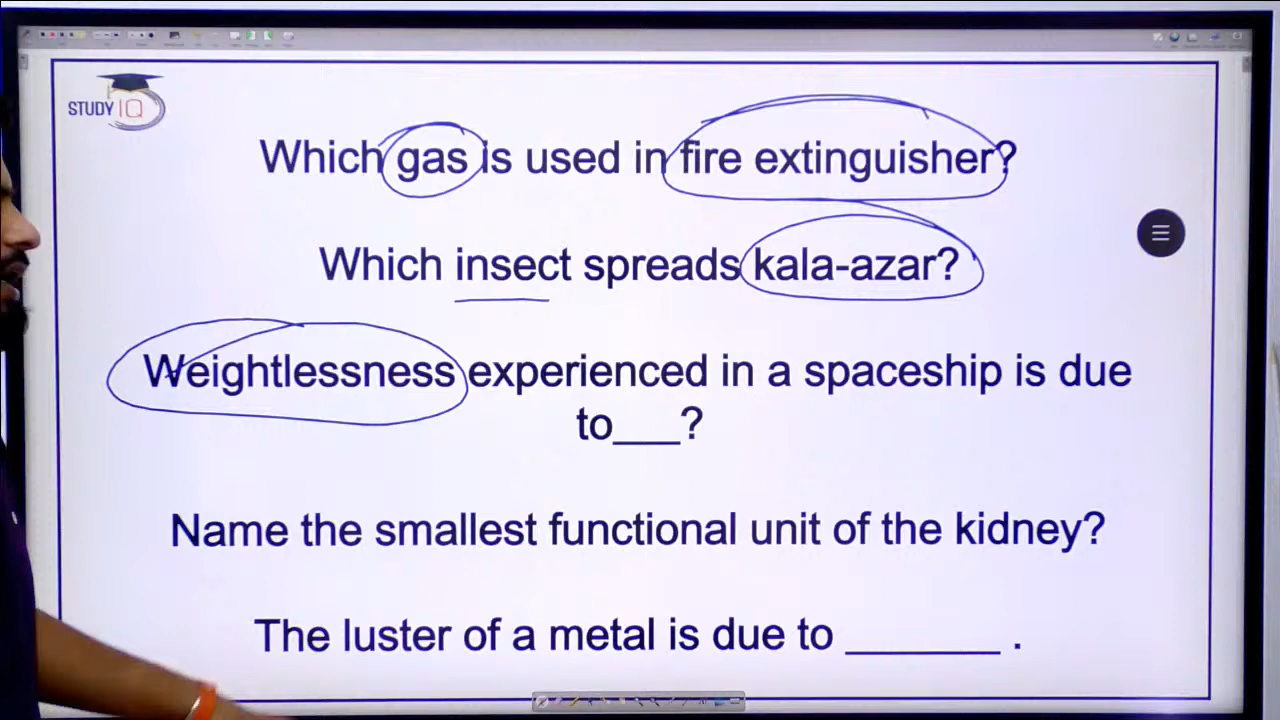 STUDY IQ
Which gas is used in fire extinguisher?
Which insect spreads kala-azar?
Weightlessness experienced in a spaceship is due
to___?
Name the smallest functional unit of the kidney?
The luster of a metal is due to _______ .